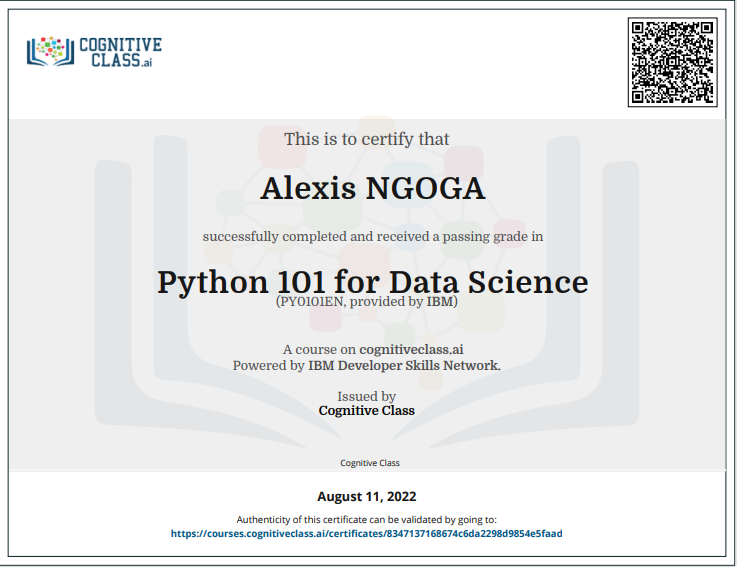 COGNITIVE
CLASS.ai
This is to certify that
Alexis NGOGA
successfully completed and received a passing grade in
Python 101 for Data Science
(PY0101EN, provided by IBM)
A course on cognitiveclass.ai
Powered by IBM Developer Skills Network.
Issued by
Cognitive Class
Cognitive Class
August 11, 2022
Authenticity of this certificate can be validated by going to:
https://courses.cognitiveclass.ai/certificates/8347137168674c6da2298d9854e5faad